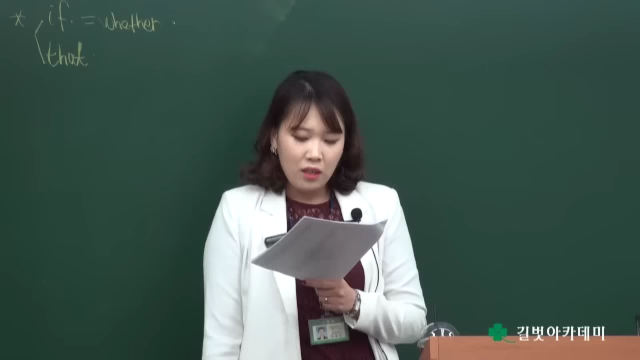 * if. = whether.
that
길벗아카데미